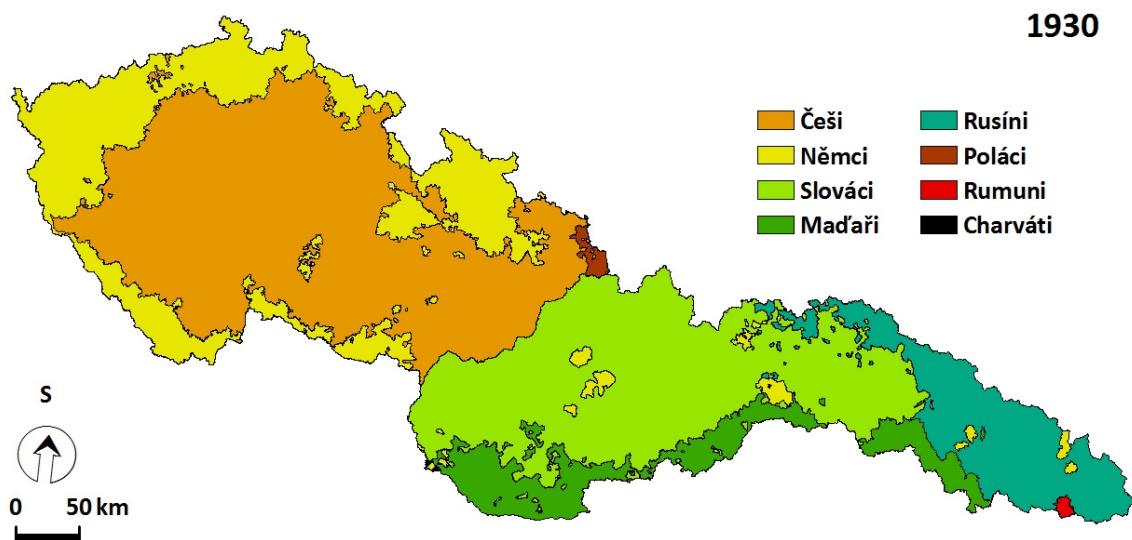 1930
Češi
Němci
Slováci
Maďaři
Rusíni
Poláci
Rumuni
Charváti
S
0 50 km